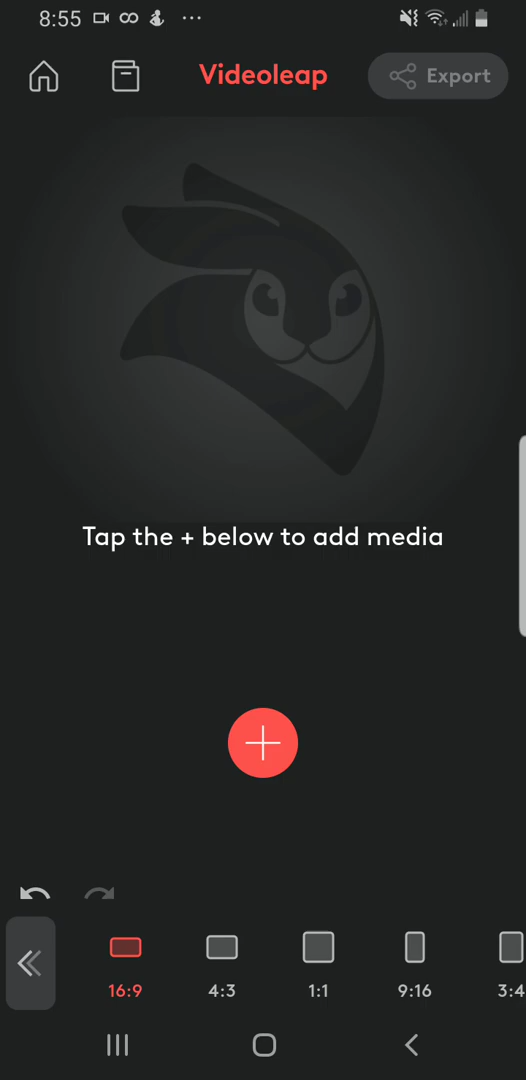 8:55
Videoleap
Export
Tap the + below to add media
16:9
4:3
1:1
9:16
3:4